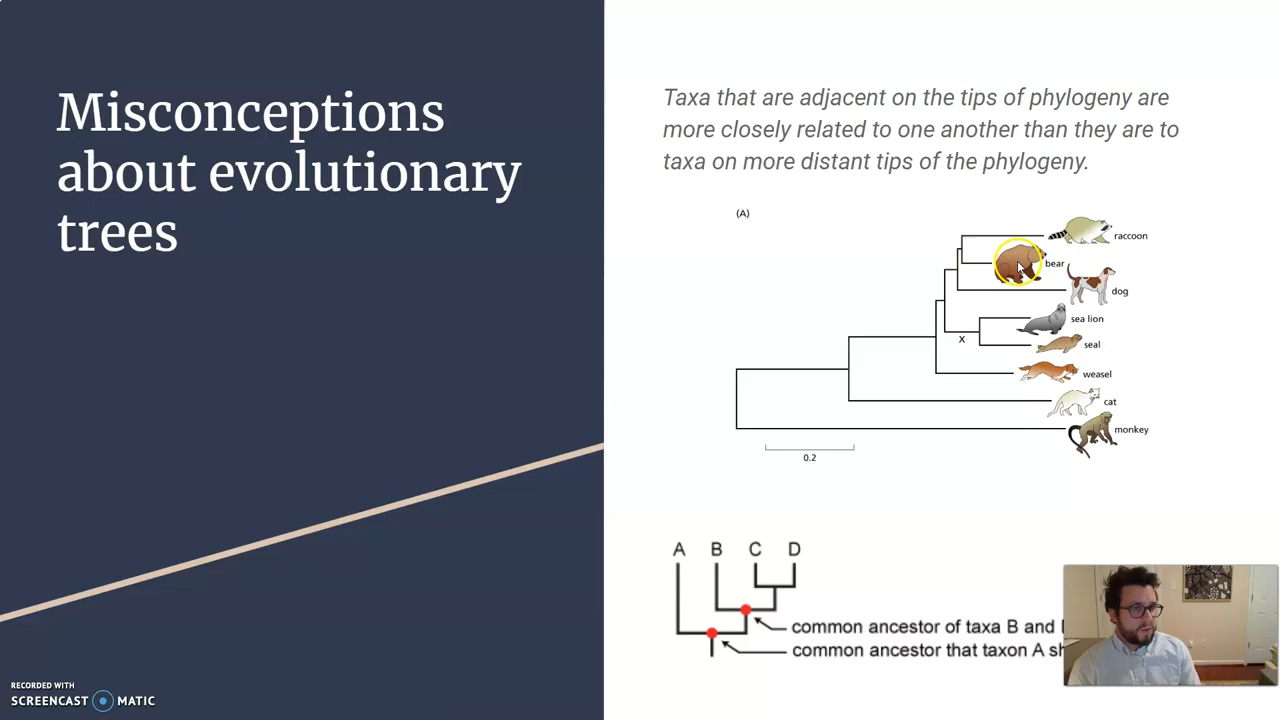 Misconceptions
about evolutionary
trees
Taxa that are adjacent on the tips of phylogeny are
more closely related to one another than they are to
taxa on more distant tips of the phylogeny.
(A)
raccoon
bear
dog
sea lion
X
seal
weasel
cat
monkey
0.2
A B C D
common ancestor of taxa B and
common ancestor that taxon A
RECORDED WITH
SCREENCAST MATIC